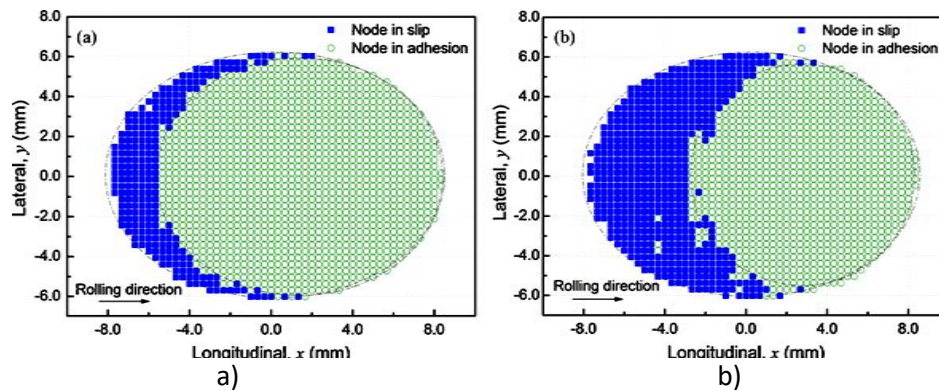 (a)
Node in slip
Node in adhesion
8.0
6.0
4.0
2.0
0.0
-2.0
-4.0
-6.0
Lateral, y (mm)
Rolling direction
-8.0 -4.0 0.0 4.0 8.0
Longitudinal, x (mm)
a)
(b)
Node in slip
Node in adhesion
8.0
6.0
4.0
2.0
0.0
-2.0
-4.0
-6.0
Lateral, y (mm)
Rolling direction
-8.0 -4.0 0.0 4.0 8.0
Longitudinal, x (mm)
b)